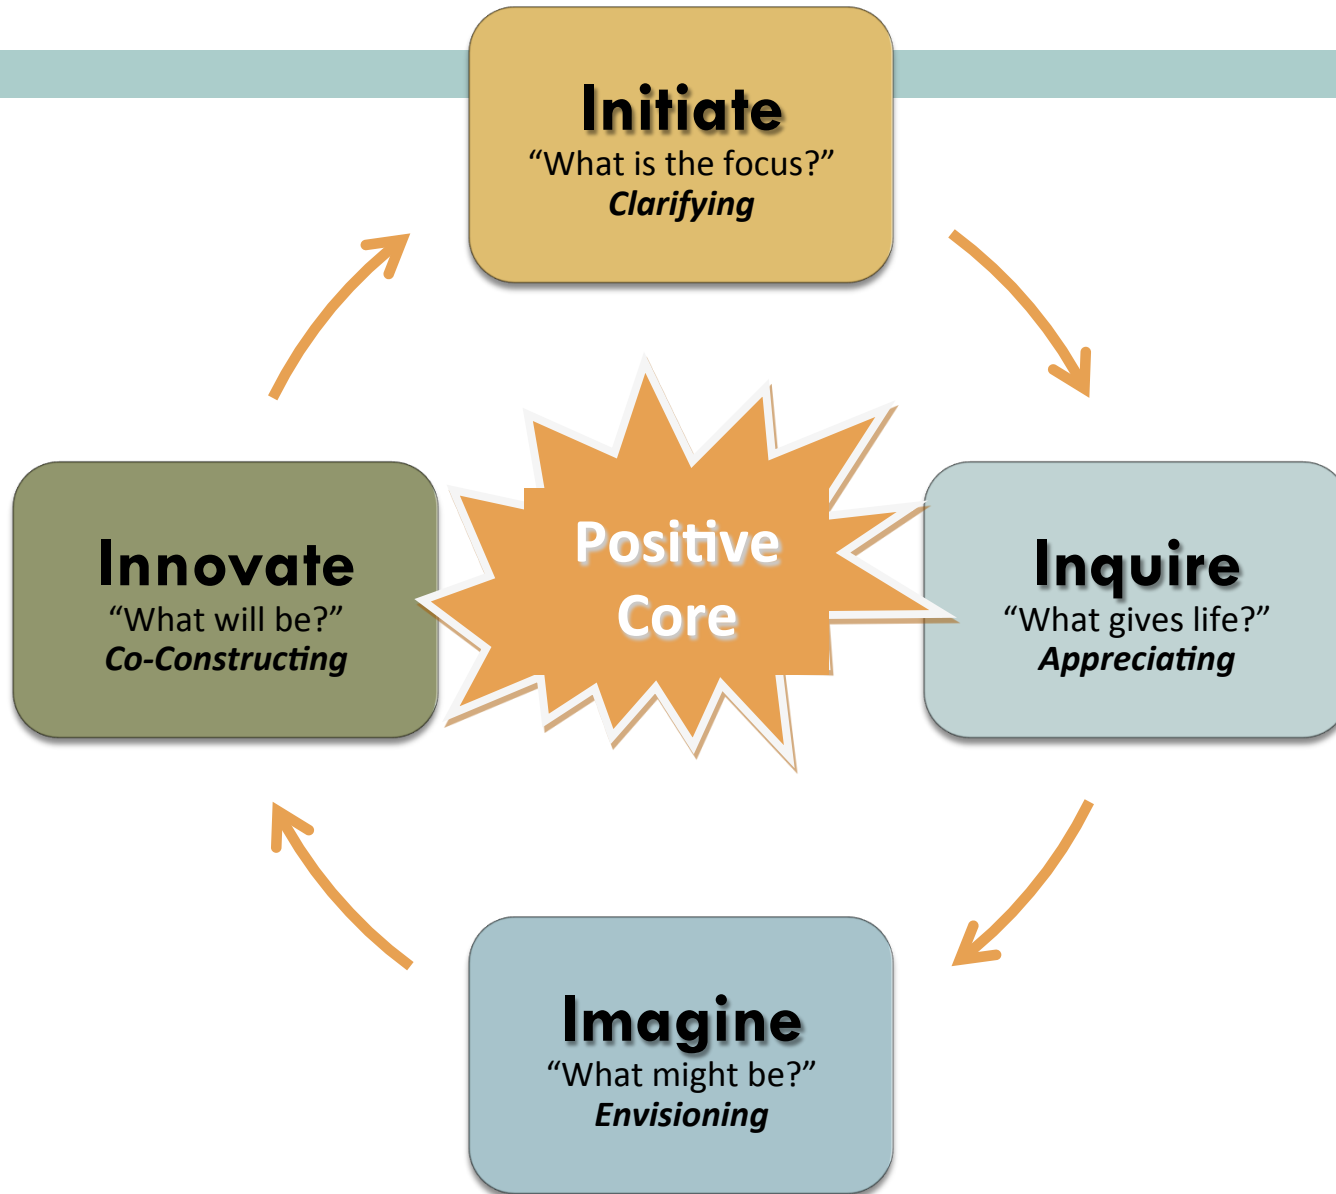 Initiate
“What is the focus?”
Clarifying
Innovate
“What will be?”
Co-Constructing
Positive
Core
Inquire
“What gives life?”
Appreciating
Imagine
“What might be?”
Envisioning